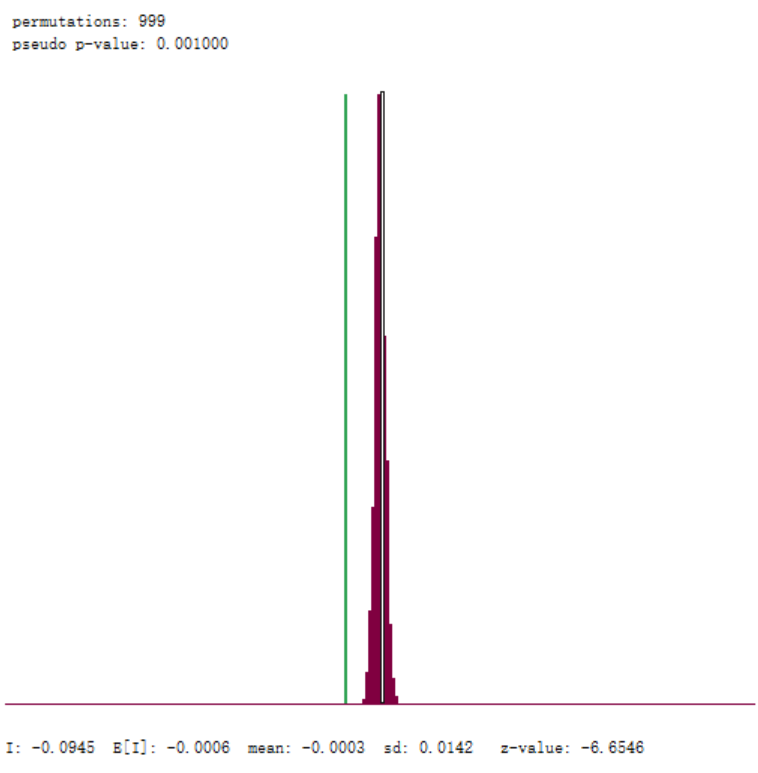 permutations: 999
pseudo p-value: 0.001000
I: -0.0945 E[I]: -0.0006 mean: -0.0003 sd: 0.0142 z-value: -6.6546